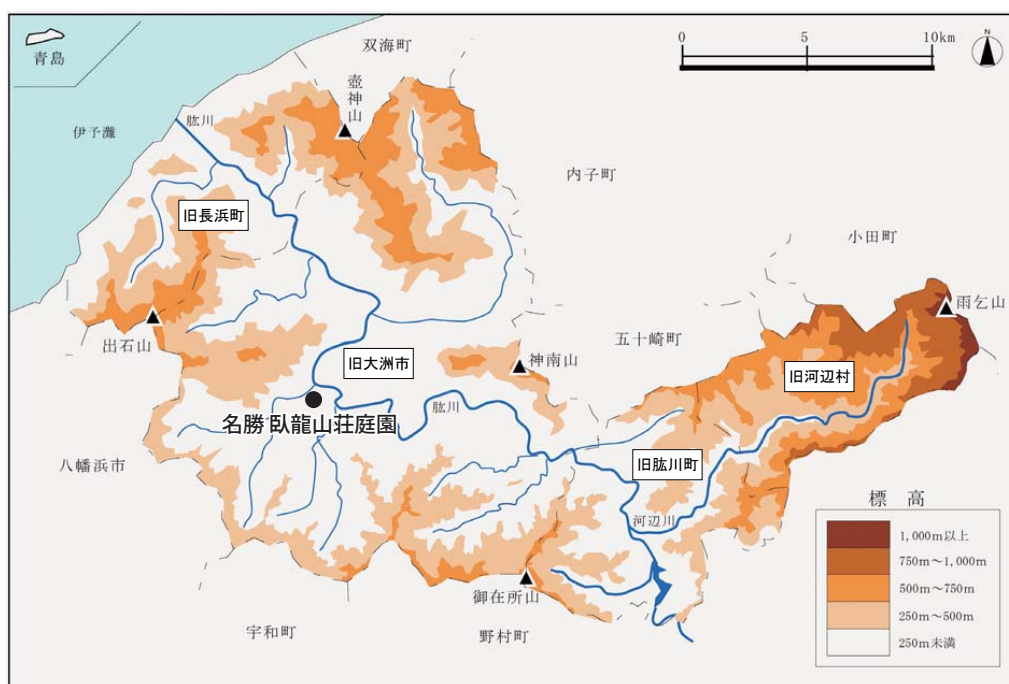 青島
双海町
0 5 10km
N
壺神山
伊予灘
肱川
内子町
旧長浜町
小田町
雨乞山
出石山
旧大洲市
神南山
五十崎町
旧河辺村
名勝 臥龍山荘庭園
肱川
八幡浜市
旧肱川町
河辺川
御在所山
宇和町
野村町
標 高
1,000m以上
750m～1,000m
500m～750m
250m～500m
250m未満